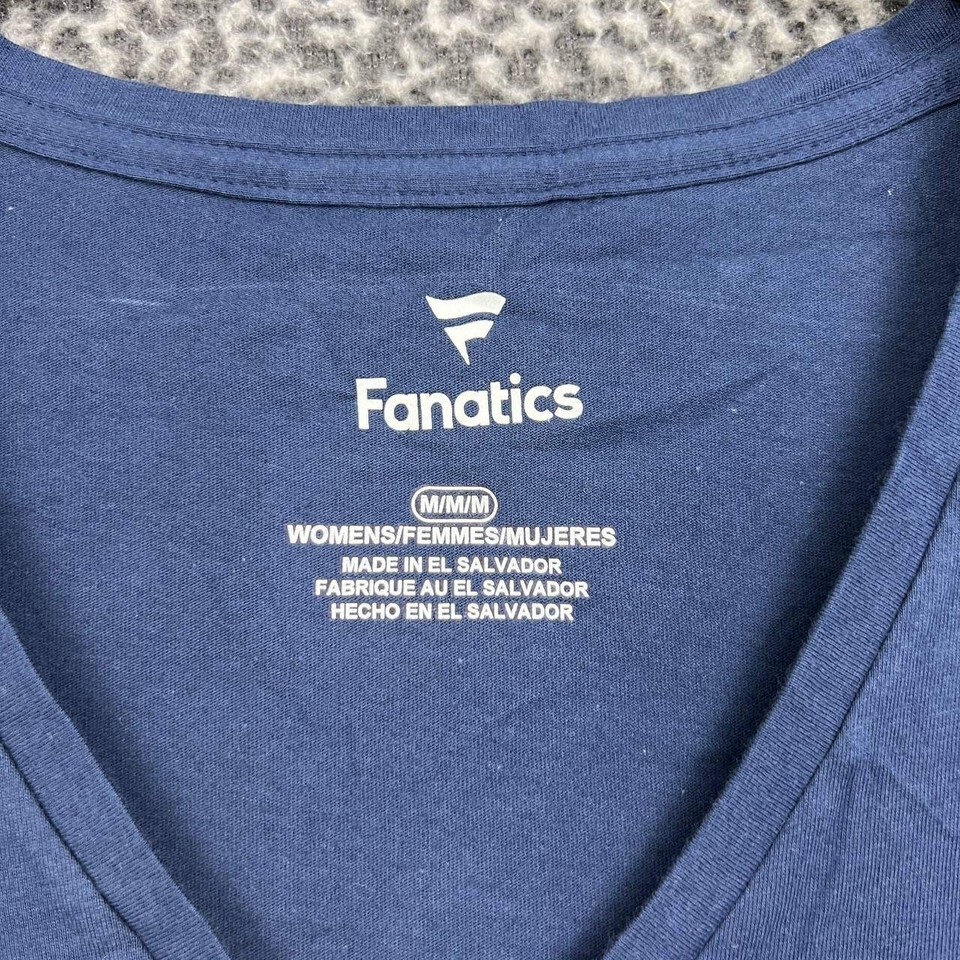 Fanatics
M/M/M
WOMENS/FEMMES/MUJERES
MADE IN EL SALVADOR
FABRIQUE AU EL SALVADOR
HECHO EN EL SALVADOR